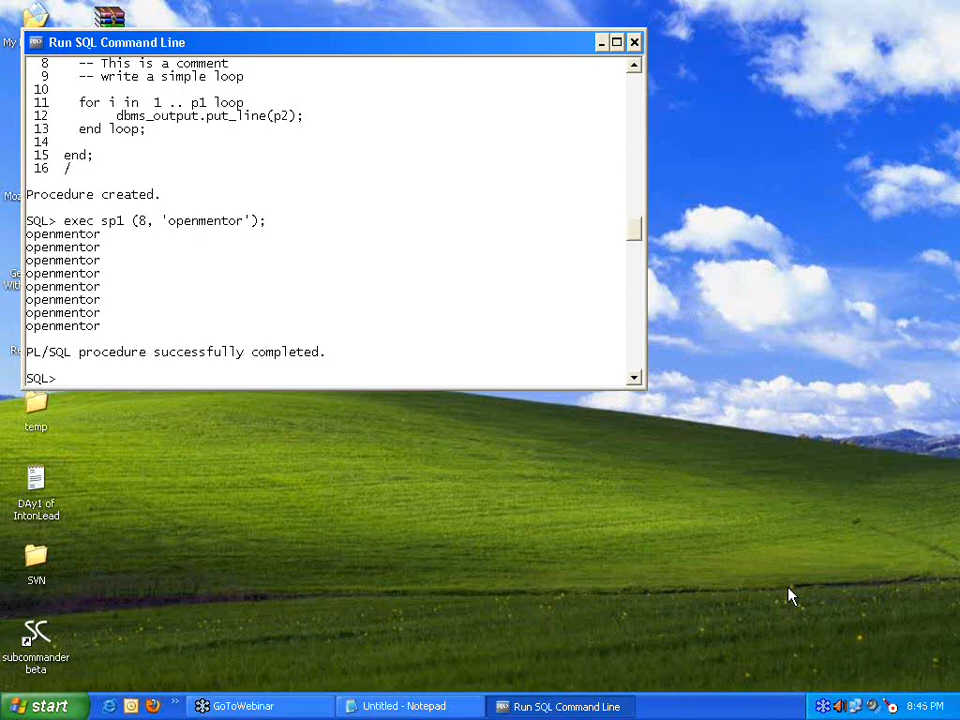 Run SQL Command Line
8 -- This is a comment
9 -- write a simple loop
10
11 for i in 1 .. p1 loop
12 dbms_output.put_line(p2);
13 end loop;
14
15 end;
16 /
Procedure created.
SQL> exec sp1 (8, 'openmentor');
openmentor
openmentor
openmentor
openmentor
openmentor
openmentor
openmentor
openmentor
PL/SQL procedure successfully completed.
SQL>
My
temp
DAy1 of
IntonLead
SVN
subcommander
beta
start
GoToWebinar
Untitled - Notepad
Run SQL Command Line
8:45 PM